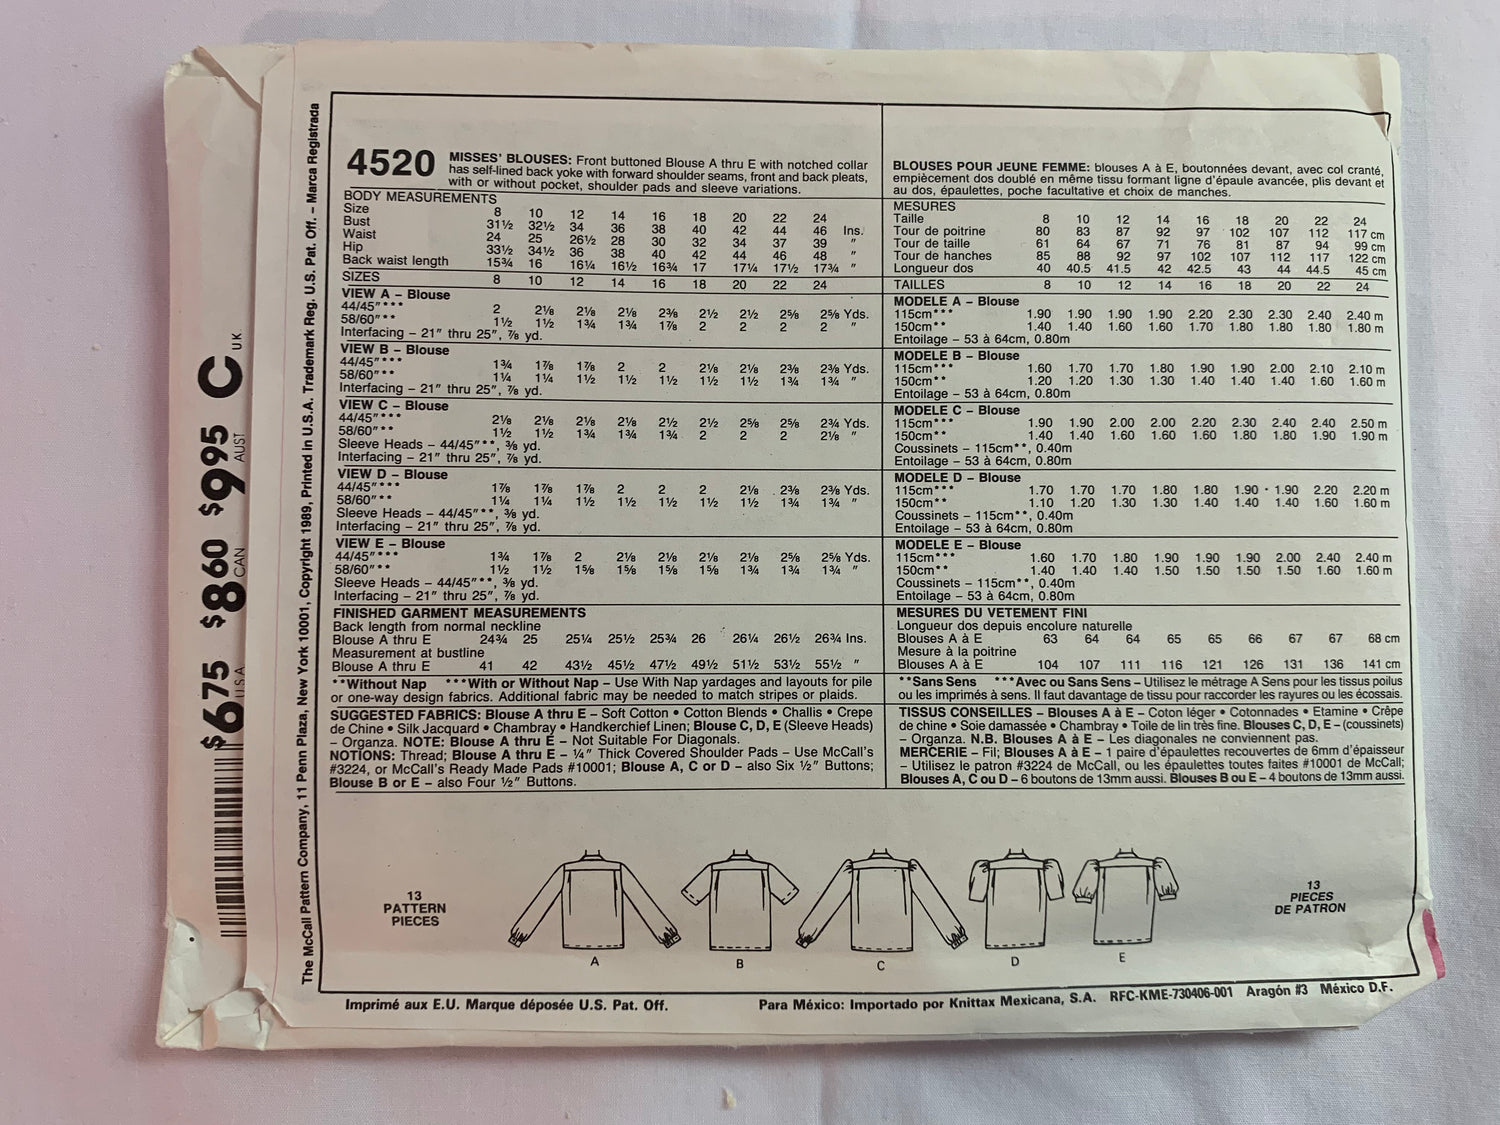 4520 MISSES' BLOUSES: Front buttoned Blouse A thru E with notched collar
has self-lined back yoke with forward shoulder seams, front and back pleats,
with or without pocket, shoulder pads and sleeve variations.
BODY MEASUREMENTS
Size 8 10 12 14 16 18 20 22 24
Bust 31½ 32½ 34 36 38 40 42 44 46 Ins.
Waist 24 25 26½ 28 30 32 34 37 39 "
Hip 33½ 34½ 36 38 40 42 44 46 48 "
Back waist length 15¾ 16 16¼ 16½ 16¾ 17 17¼ 17½ 17¾ "
SIZES 8 10 12 14 16 18 20 22 24
VIEW A – Blouse
44/45"*** 2 2⅛ 2⅛ 2⅛ 2⅜ 2½ 2½ 2⅝ 2⅝ Yds.
58/60"** 1½ 1½ 1¾ 1¾ 1⅞ 2 2 2 2 "
Interfacing – 21" thru 25", ⅞ yd.
VIEW B – Blouse
44/45"*** 1¾ 1⅞ 1⅞ 2 2 2⅛ 2⅛ 2⅜ 2⅜ Yds.
58/60"** 1¼ 1¼ 1½ 1½ 1½ 1½ 1½ 1¾ 1¾ "
Interfacing – 21" thru 25", ⅞ yd.
VIEW C – Blouse
44/45"*** 2⅛ 2⅛ 2⅛ 2⅛ 2½ 2½ 2⅝ 2⅝ 2¾ Yds.
58/60"** 1½ 1½ 1¾ 1¾ 1¾ 2 2 2 2⅛ "
Sleeve Heads – 44/45"**, ⅜ yd.
Interfacing – 21" thru 25", ⅞ yd.
VIEW D – Blouse
44/45"*** 1⅞ 1⅞ 1⅞ 2 2 2 2⅛ 2⅜ 2⅜ Yds.
58/60"** 1¼ 1¼ 1½ 1½ 1½ 1½ 1½ 1¾ 1¾ "
Sleeve Heads – 44/45"**, ⅜ yd.
Interfacing – 21" thru 25", ⅞ yd.
VIEW E – Blouse
44/45"*** 1¾ 1⅞ 2 2⅛ 2⅛ 2⅛ 2⅛ 2⅝ 2⅝ Yds.
58/60"** 1½ 1½ 1⅝ 1⅝ 1⅝ 1⅝ 1¾ 1¾ 1¾ "
Sleeve Heads – 44/45"**, ⅜ yd.
Interfacing – 21" thru 25", ⅞ yd.
FINISHED GARMENT MEASUREMENTS
Back length from normal neckline
Blouse A thru E 24¾ 25 25¼ 25½ 25¾ 26 26¼ 26½ 26¾ Ins.
Measurement at bustline
Blouse A thru E 41 42 43½ 45½ 47½ 49½ 51½ 53½ 55½ "
**Without Nap ***With or Without Nap – Use With Nap yardages and layouts for pile
or one-way design fabrics. Additional fabric may be needed to match stripes or plaids.
SUGGESTED FABRICS: Blouse A thru E – Soft Cotton • Cotton Blends • Challis • Crepe
de Chine • Silk Jacquard • Chambray • Handkerchief Linen; Blouse C, D, E (Sleeve Heads)
– Organza. NOTE: Blouse A thru E – Not Suitable For Diagonals.
NOTIONS: Thread; Blouse A thru E – ¼" Thick Covered Shoulder Pads – Use McCall's
#3224, or McCall's Ready Made Pads #10001; Blouse A, C or D – also Six ½" Buttons;
Blouse B or E – also Four ½" Buttons.
BLOUSES POUR JEUNE FEMME: blouses A à E, boutonnées devant, avec col cranté,
empiècement dos doublé en même tissu formant ligne d'épaule avancée, plis devant et
au dos, épaulettes, poche facultative et choix de manches.
MESURES
Taille 8 10 12 14 16 18 20 22 24
Tour de poitrine 80 83 87 92 97 102 107 112 117 cm
Tour de taille 61 64 67 71 76 81 87 94 99 cm
Tour de hanches 85 88 92 97 102 107 112 117 122 cm
Longueur dos 40 40.5 41.5 42 42.5 43 44 44.5 45 cm
TAILLES 8 10 12 14 16 18 20 22 24
MODELE A – Blouse
115cm*** 1.90 1.90 1.90 1.90 2.20 2.30 2.30 2.40 2.40 m
150cm** 1.40 1.40 1.60 1.60 1.70 1.80 1.80 1.80 1.80 m
Entoilage – 53 à 64cm, 0.80m
MODELE B – Blouse
115cm*** 1.60 1.70 1.70 1.80 1.90 1.90 2.00 2.10 2.10 m
150cm** 1.20 1.20 1.30 1.30 1.40 1.40 1.40 1.60 1.60 m
Entoilage – 53 à 64cm, 0.80m
MODELE C – Blouse
115cm*** 1.90 1.90 2.00 2.00 2.20 2.30 2.40 2.40 2.50 m
150cm** 1.40 1.40 1.60 1.60 1.60 1.80 1.80 1.90 1.90 m
Coussinets – 115cm**, 0.40m
Entoilage – 53 à 64cm, 0.80m
MODELE D – Blouse
115cm*** 1.70 1.70 1.70 1.80 1.80 1.90 1.90 2.20 2.20 m
150cm** 1.10 1.20 1.30 1.30 1.40 1.40 1.40 1.60 1.60 m
Coussinets – 115cm**, 0.40m
Entoilage – 53 à 64cm, 0.80m
MODELE E – Blouse
115cm*** 1.60 1.70 1.80 1.90 1.90 1.90 2.00 2.40 2.40 m
150cm** 1.40 1.40 1.40 1.50 1.50 1.50 1.50 1.60 1.60 m
Coussinets – 115cm**, 0.40m
Entoilage – 53 à 64cm, 0.80m
MESURES DU VETEMENT FINI
Longueur dos depuis encolure naturelle
Blouses A à E 63 64 64 65 65 66 67 67 68 cm
Mesure à la poitrine
Blouses A à E 104 107 111 116 121 126 131 136 141 cm
**Sans Sens ***Avec ou Sans Sens – Utilisez le métrage A Sens pour les tissus poilus
ou les imprimés à sens. Il faut davantage de tissu pour raccorder les rayures ou les écossais.
TISSUS CONSEILLES – Blouses A à E – Coton léger • Cotonnades • Etamine • Crêpe
de chine • Soie damassée • Chambray • Toile de lin très fine. Blouses C, D, E – (coussinets)
– Organza. N.B. Blouses A à E – Les diagonales ne conviennent pas.
MERCERIE – Fil; Blouses A à E – 1 paire d'épaulettes recouvertes de 6mm d'épaisseur
– Utilisez le patron #3224 de McCall, ou les épaulettes toutes faites #10001 de McCall;
Blouses A, C ou D – 6 boutons de 13mm aussi. Blouses B ou E – 4 boutons de 13mm aussi.
13
PATTERN
PIECES
A
B
C
D
E
13
PIECES
DE PATRON
Imprimé aux E.U. Marque déposée U.S. Pat. Off.
Para México: Importado por Knittax Mexicana, S.A. RFC-KME-730406-001 Aragón #3 México D.F.
The McCall Pattern Company, 11 Penn Plaza, New York 10001, Copyright 1989, Printed in U.S.A. Trademark Reg. U.S. Pat. Off. – Marca Registrada
$675 USA $860 CAN $995 AUST C UK